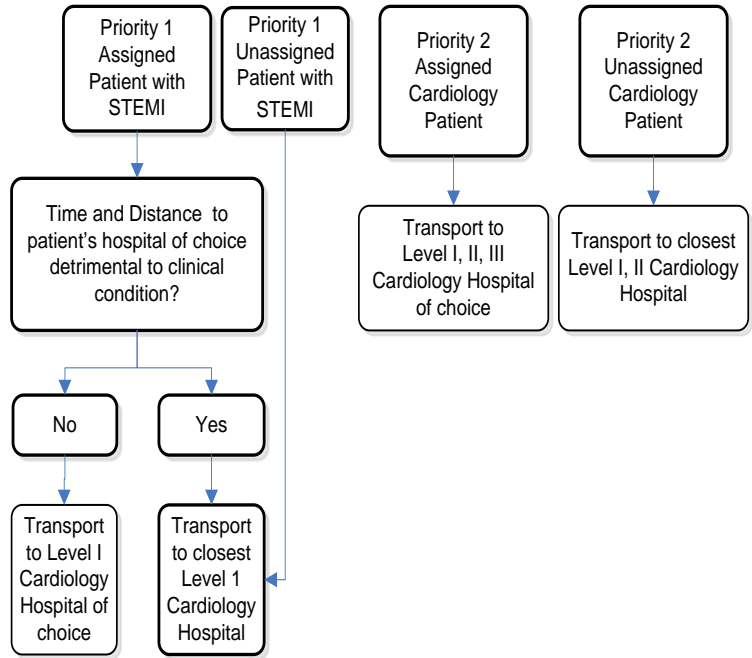 Priority 1
Assigned
Patient with
STEMI
Priority 1
Unassigned
Patient with
STEMI
Priority 2
Assigned
Cardiology
Patient
Priority 2
Unassigned
Cardiology
Patient
Time and Distance to
patient's hospital of choice
detrimental to clinical
condition?
Transport to
Level I, II, III
Cardiology Hospital
of choice
Transport to closest
Level I, II Cardiology
Hospital
No
Yes
Transport
to Level I
Cardiology
Hospital of
choice
Transport
to closest
Level 1
Cardiology
Hospital